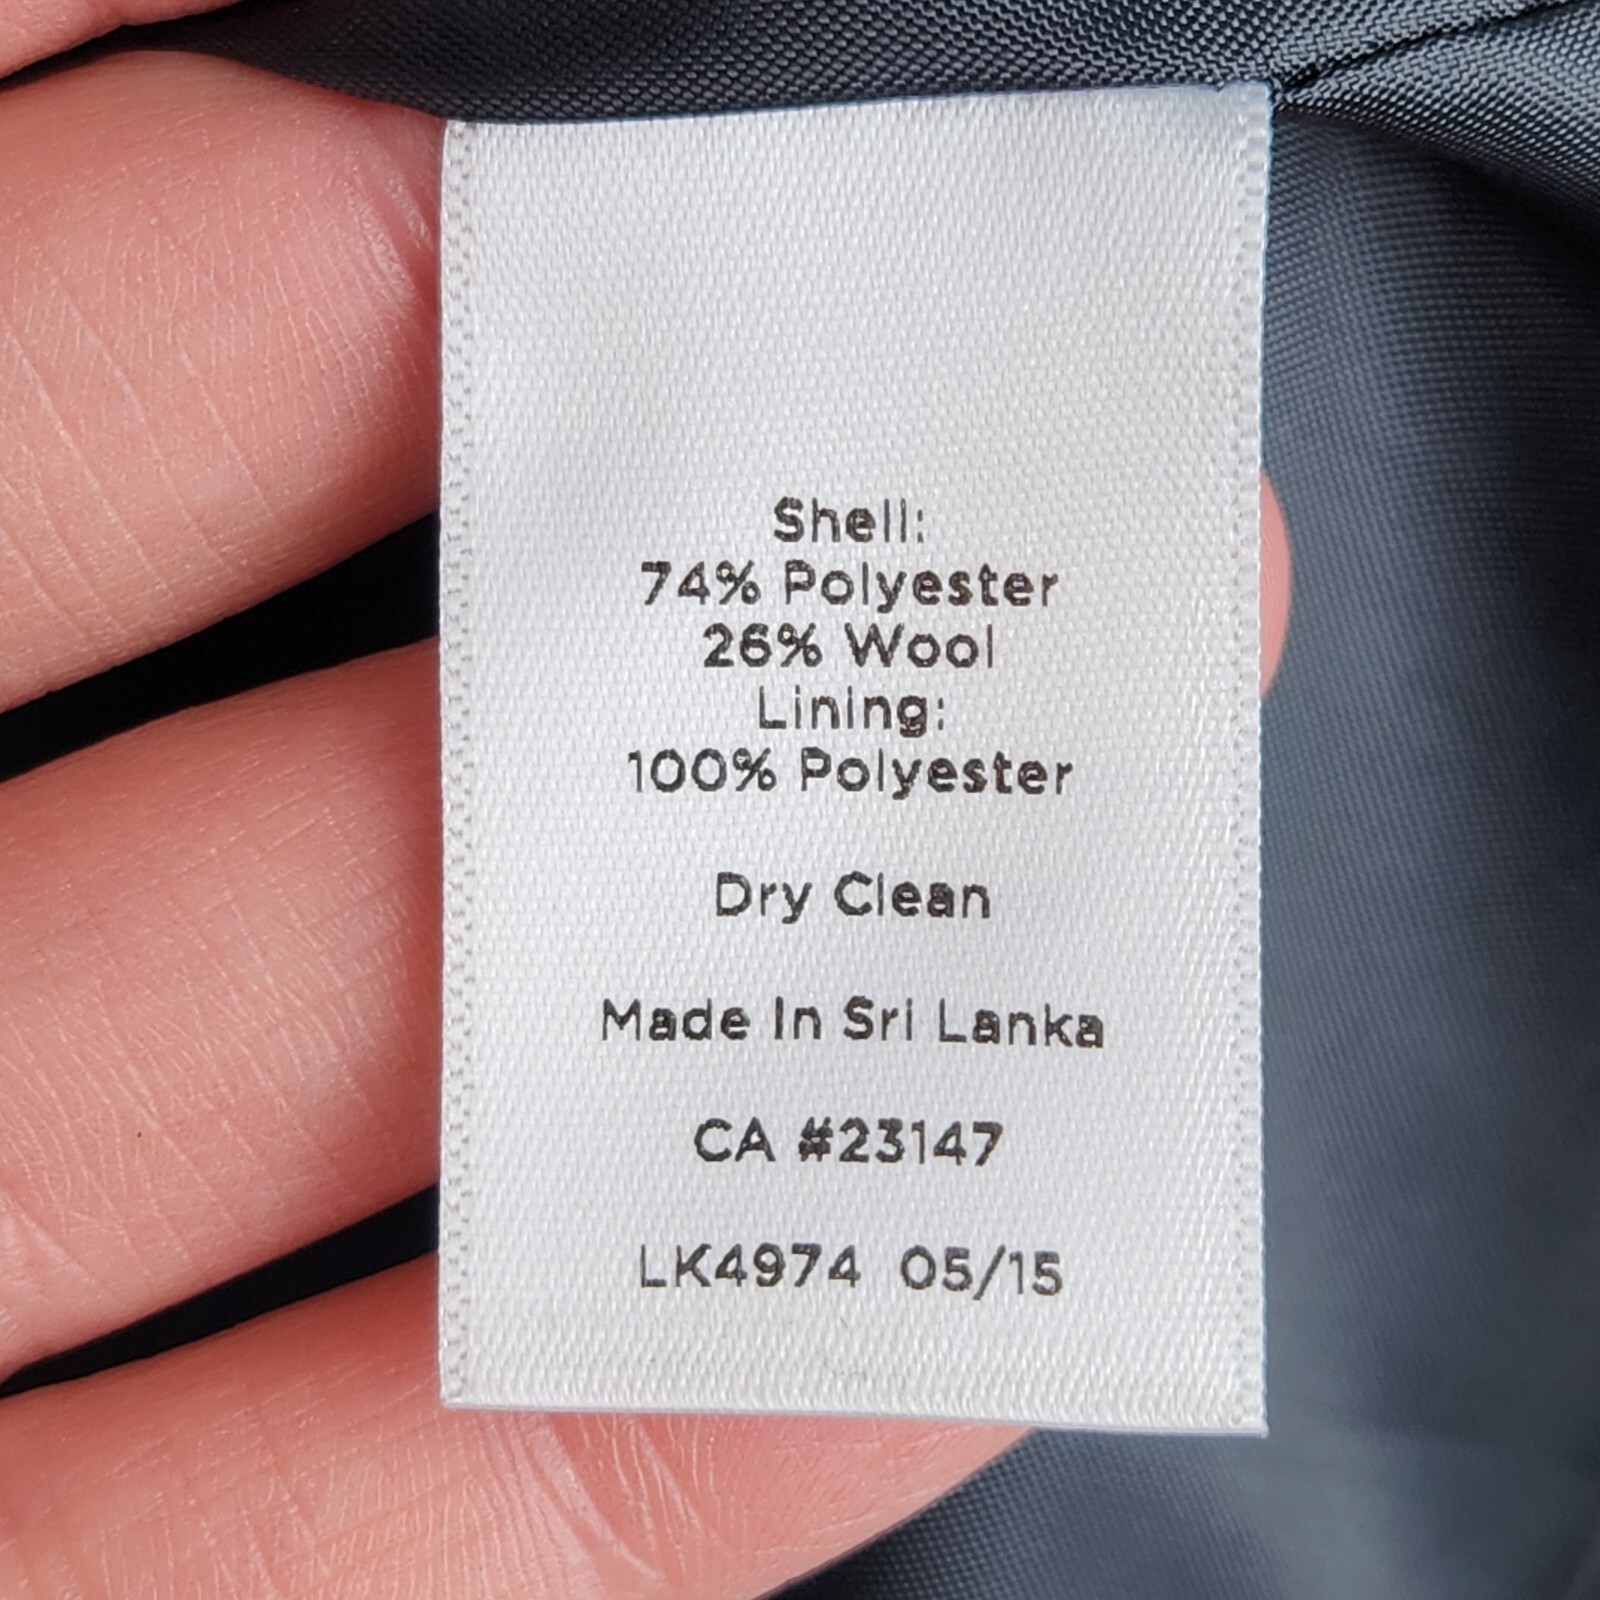 Shell:
74% Polyester
26% Wool
Lining:
100% Polyester
Dry Clean
Made In Sri Lanka
CA #23147
LK4974 05/15